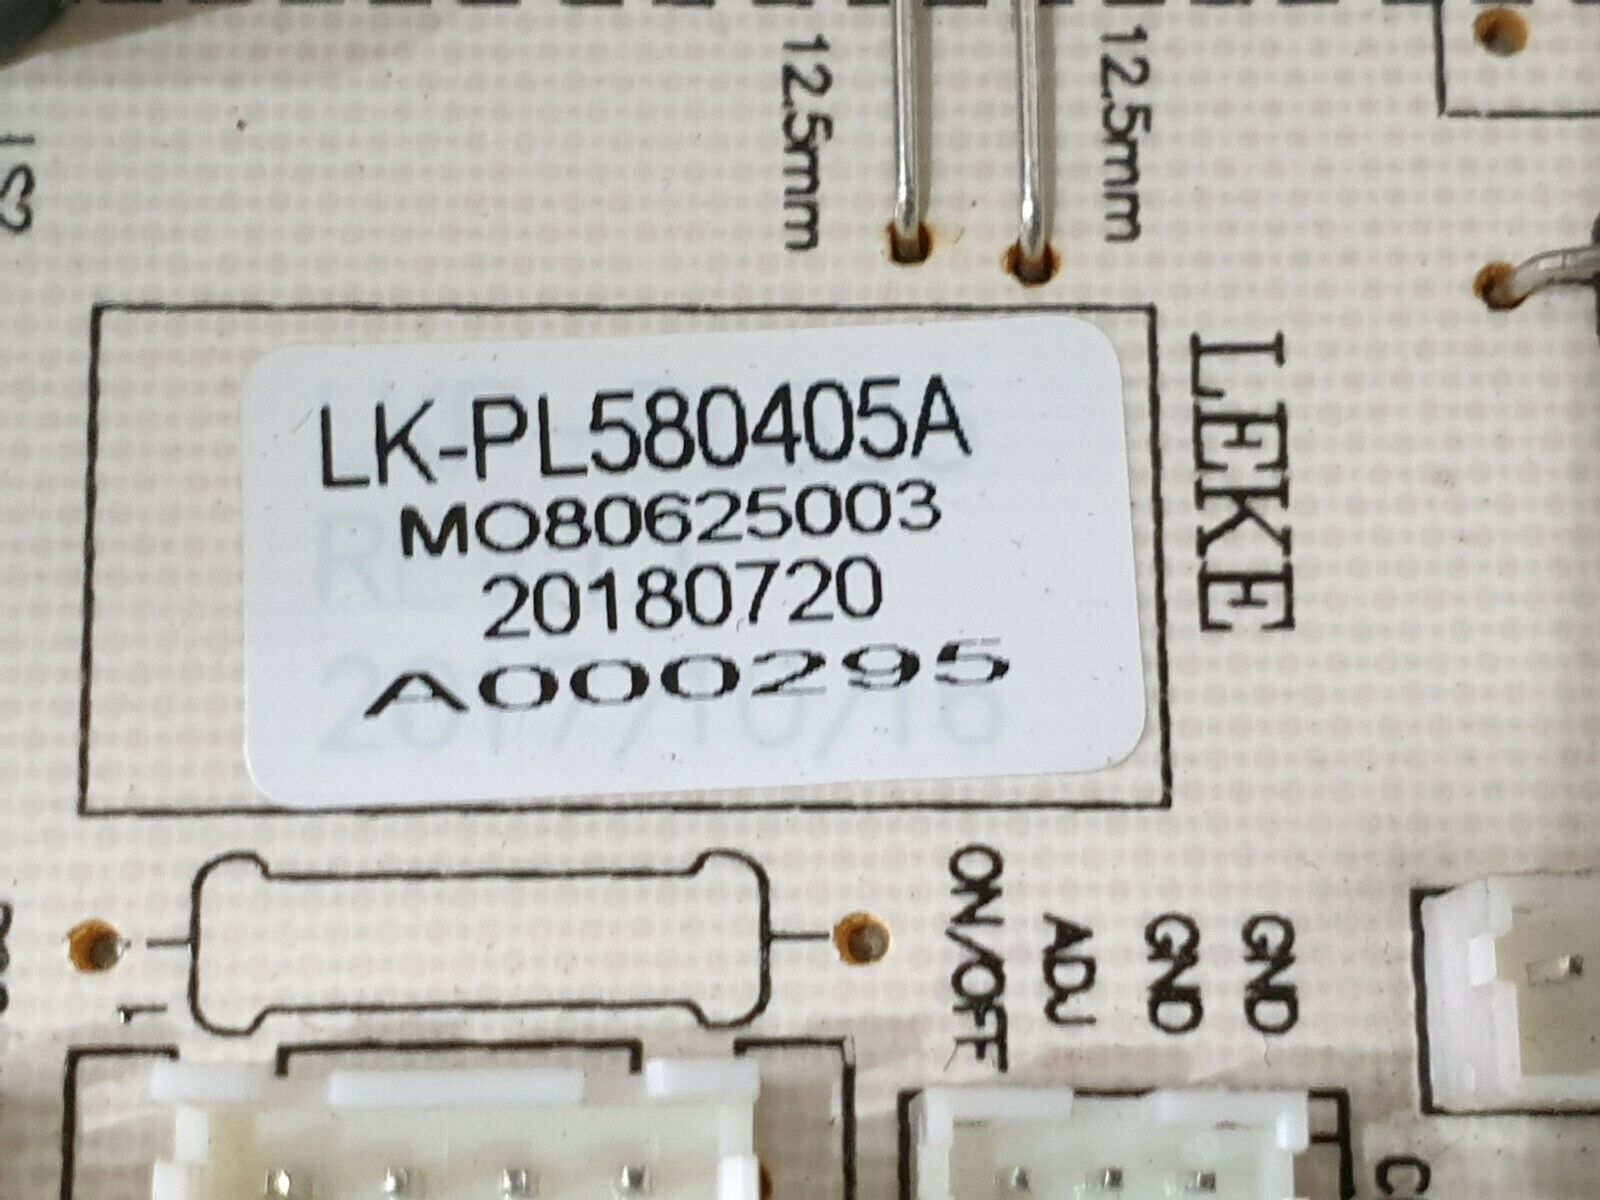 12.5mm
12.5mm
LEKE
LK-PL580405A
MO80625003
20180720
A000295
ON/OFF
ADJ
GND
GND